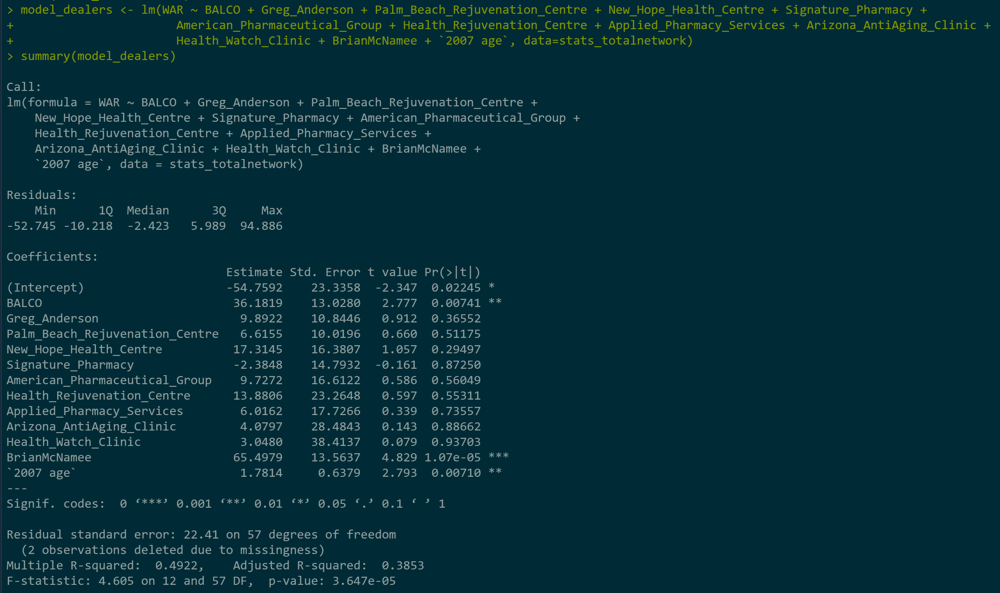 > model_dealers <- lm(WAR ~ BALCO + Greg_Anderson + Palm_Beach_Rejuvenation_Centre + New_Hope_Health_Centre + Signature_Pharmacy +
+                       American_Pharmaceutical_Group + Health_Rejuvenation_Centre + Applied_Pharmacy_Services + Arizona_AntiAging_Clinic +
+                       Health_Watch_Clinic + BrianMcNamee + `2007 age`, data=stats_totalnetwork)
> summary(model_dealers)
Call:
lm(formula = WAR ~ BALCO + Greg_Anderson + Palm_Beach_Rejuvenation_Centre +
    New_Hope_Health_Centre + Signature_Pharmacy + American_Pharmaceutical_Group +
    Health_Rejuvenation_Centre + Applied_Pharmacy_Services +
    Arizona_AntiAging_Clinic + Health_Watch_Clinic + BrianMcNamee +
    `2007 age`, data = stats_totalnetwork)
Residuals:
    Min      1Q  Median      3Q     Max
-52.745 -10.218  -2.423   5.989  94.886
Coefficients:
                               Estimate Std. Error t value Pr(>|t|)
(Intercept)                    -54.7592    23.3358  -2.347  0.02245 *
BALCO                           36.1819    13.0280   2.777  0.00741 **
Greg_Anderson                    9.8922    10.8446   0.912  0.36552
Palm_Beach_Rejuvenation_Centre   6.6155    10.0196   0.660  0.51175
New_Hope_Health_Centre          17.3145    16.3807   1.057  0.29497
Signature_Pharmacy              -2.3848    14.7932  -0.161  0.87250
American_Pharmaceutical_Group    9.7272    16.6122   0.586  0.56049
Health_Rejuvenation_Centre      13.8806    23.2648   0.597  0.55311
Applied_Pharmacy_Services        6.0162    17.7266   0.339  0.73557
Arizona_AntiAging_Clinic         4.0797    28.4843   0.143  0.88662
Health_Watch_Clinic              3.0480    38.4137   0.079  0.93703
BrianMcNamee                    65.4979    13.5637   4.829 1.07e-05 ***
`2007 age`                       1.7814     0.6379   2.793  0.00710 **
---
Signif. codes:  0 ‘***’ 0.001 ‘**’ 0.01 ‘*’ 0.05 ‘.’ 0.1 ‘ ’ 1
Residual standard error: 22.41 on 57 degrees of freedom
  (2 observations deleted due to missingness)
Multiple R-squared:  0.4922,    Adjusted R-squared:  0.3853
F-statistic: 4.605 on 12 and 57 DF,  p-value: 3.647e-05